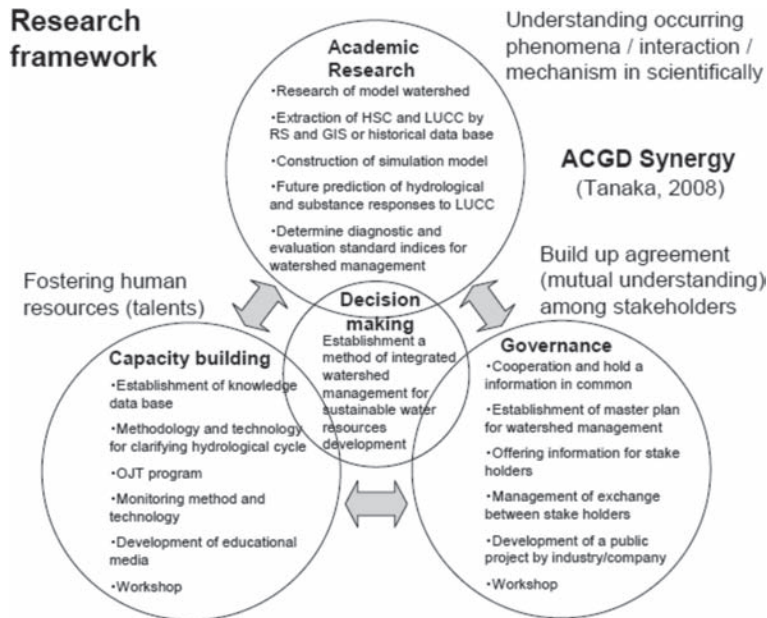 Research
framework
Understanding occurring
phenomena / interaction /
mechanism in scientifically
Academic
Research
・Research of model watershed
・Extraction of HSC and LUCC by
RS and GIS or historical data base
・Construction of simulation model
・Future prediction of hydrological
and substance responses to LUCC
・Determine diagnostic and
evaluation standard indices for
watershed management
ACGD Synergy
(Tanaka, 2008)
Fostering human
resources (talents)
Build up agreement
(mutual understanding)
among stakeholders
Decision
making
Establishment a
method of integrated
watershed
management for
sustainable water
resources
development
Capacity building
・Establishment of knowledge
data base
・Methodology and technology
for clarifying hydrological cycle
・OJT program
・Monitoring method and
technology
・Development of educational
media
・Workshop
Governance
・Cooperation and hold a
information in common
・Establishment of master plan
for watershed management
・Offering information for stake
holders
・Management of exchange
between stake holders
・Development of a public
project by industry/company
・Workshop